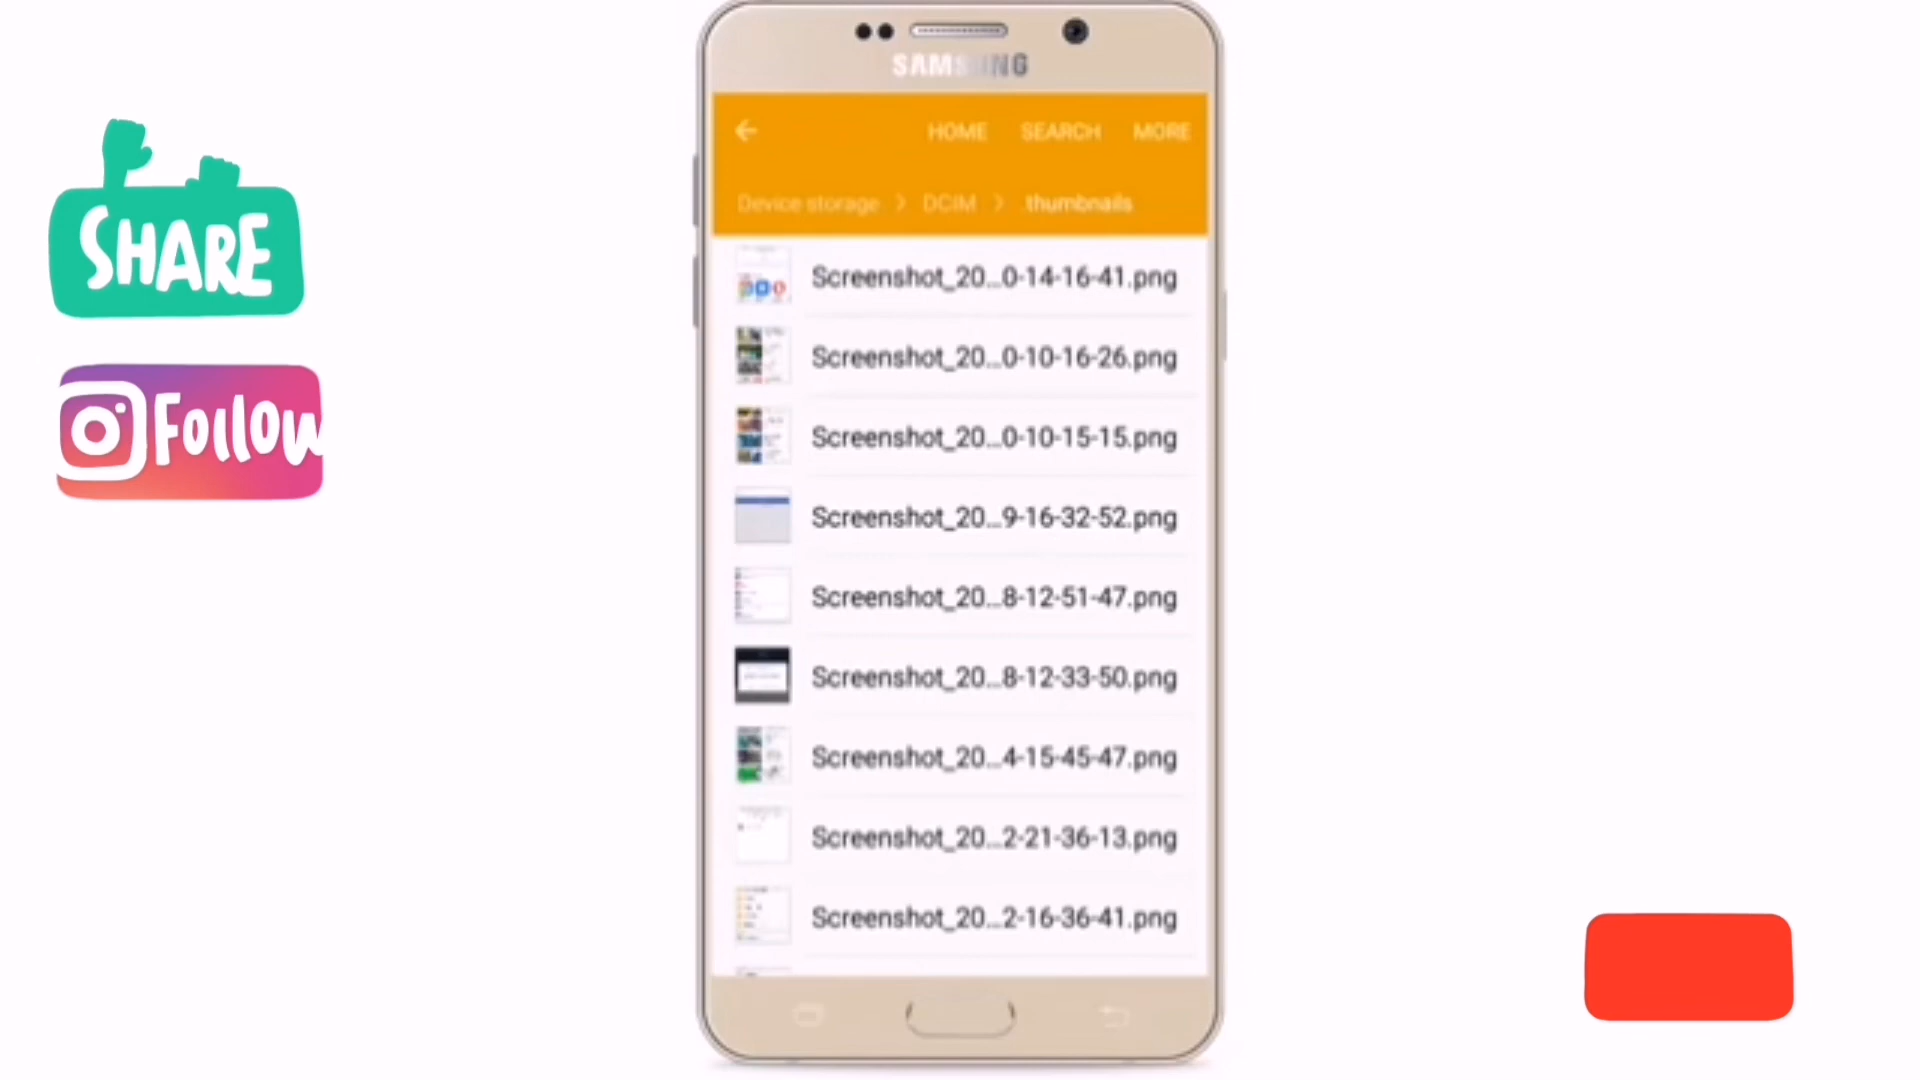 SAMSUNG
HOME SEARCH MORE
Device storage > DCIM > .thumbnails
SHARE
Follow
Screenshot_20...0-14-16-41.png
Screenshot_20...0-10-16-26.png
Screenshot_20...0-10-15-15.png
Screenshot_20...9-16-32-52.png
Screenshot_20...8-12-51-47.png
Screenshot_20...8-12-33-50.png
Screenshot_20...4-15-45-47.png
Screenshot_20...2-21-36-13.png
Screenshot_20...2-16-36-41.png